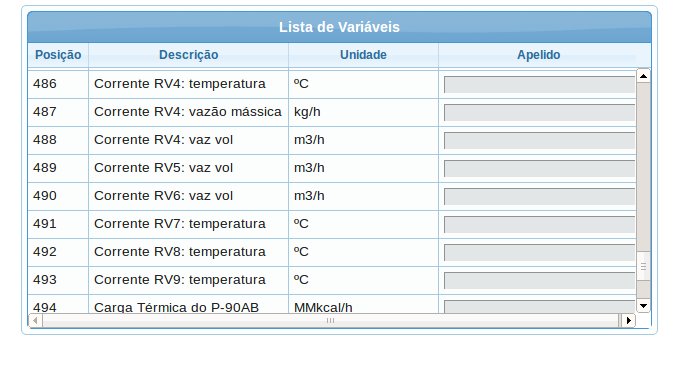 Lista de Variáveis
Posição Descrição Unidade Apelido
486 Corrente RV4: temperatura ºC
487 Corrente RV4: vazão mássica kg/h
488 Corrente RV4: vaz vol m3/h
489 Corrente RV5: vaz vol m3/h
490 Corrente RV6: vaz vol m3/h
491 Corrente RV7: temperatura ºC
492 Corrente RV8: temperatura ºC
493 Corrente RV9: temperatura ºC
494 Carga Térmica do P-90AB MMkcal/h